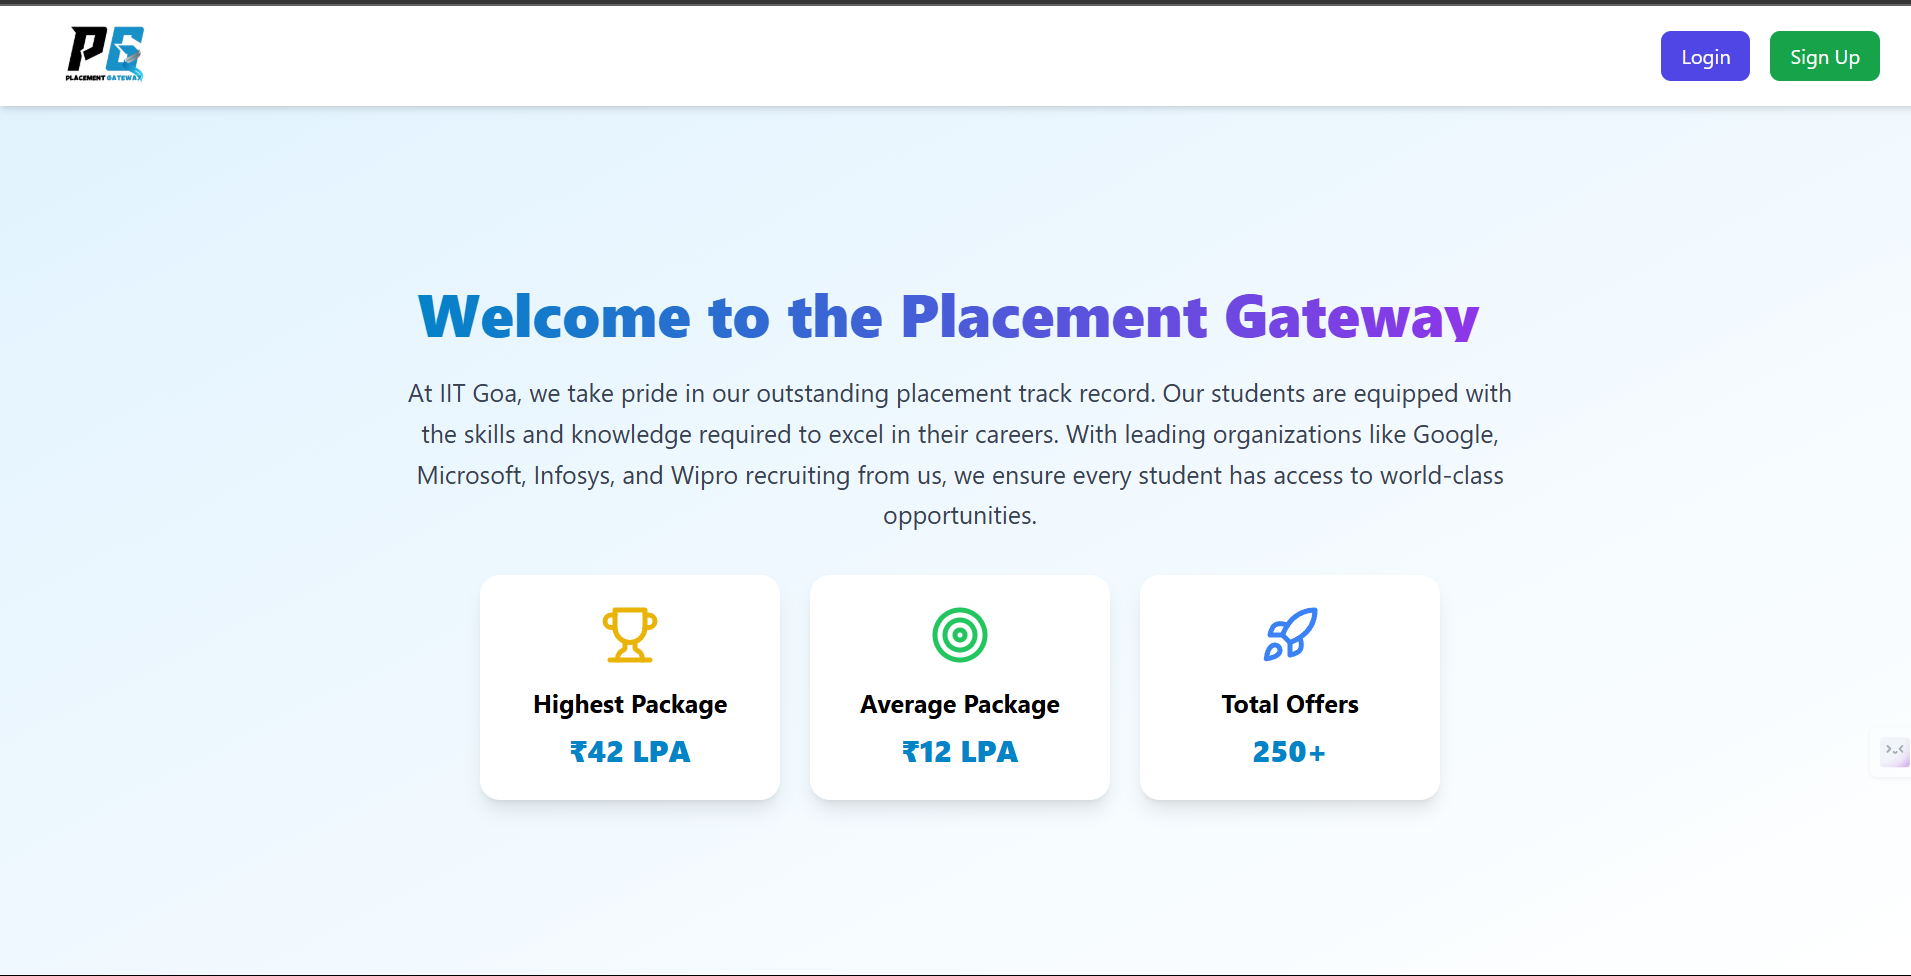 PG
PLACEMENT GATEWAY
Login
Sign Up
Welcome to the Placement Gateway
At IIT Goa, we take pride in our outstanding placement track record. Our students are equipped with
the skills and knowledge required to excel in their careers. With leading organizations like Google,
Microsoft, Infosys, and Wipro recruiting from us, we ensure every student has access to world-class
opportunities.
Highest Package
₹42 LPA
Average Package
₹12 LPA
Total Offers
250+